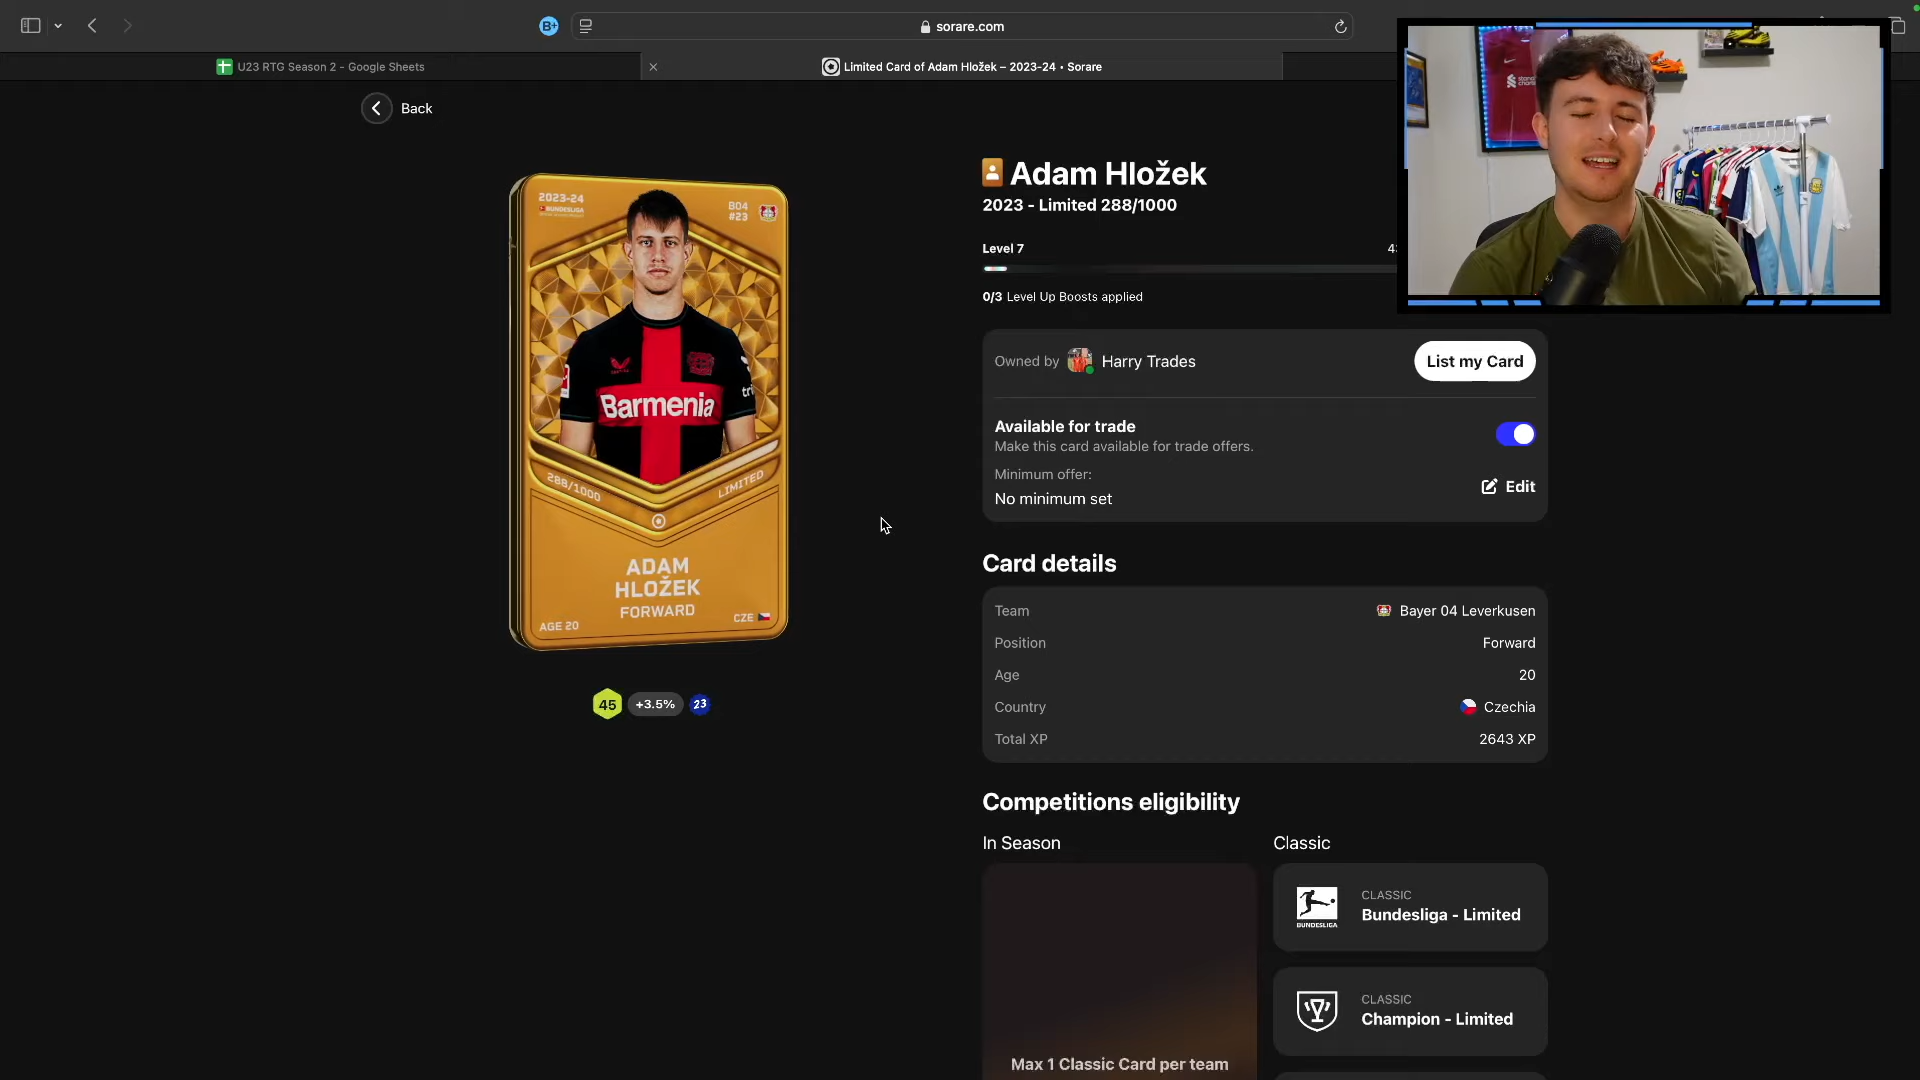 sorare.com
U23 RTG Season 2 - Google Sheets
Limited Card of Adam Hložek – 2023-24 • Sorare
Back
2023-24
BUNDESLIGA
B04
#23
Barmenia
288/1000
LIMITED
ADAM
HLOŽEK
FORWARD
AGE 20
CZE
45
+3.5%
23
Adam Hložek
2023 - Limited 288/1000
Level 7
0/3 Level Up Boosts applied
Owned by Harry Trades
List my Card
Available for trade
Make this card available for trade offers.
Minimum offer:
No minimum set
Edit
Card details
Team Bayer 04 Leverkusen
Position Forward
Age 20
Country Czechia
Total XP 2643 XP
Competitions eligibility
In Season
Classic
CLASSIC
Bundesliga - Limited
BUNDESLIGA
CLASSIC
Champion - Limited
Max 1 Classic Card per team